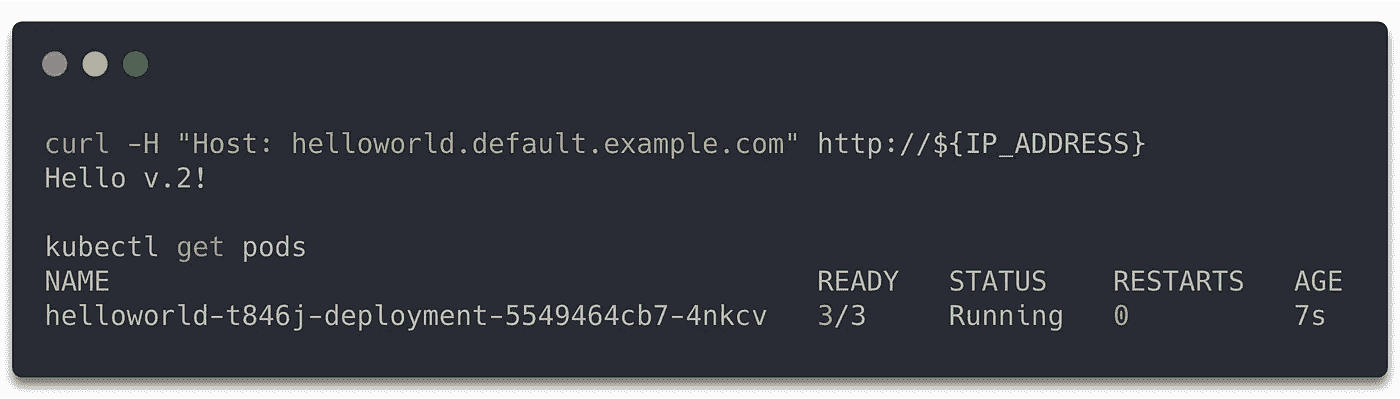 curl -H "Host: helloworld.default.example.com" http://${IP_ADDRESS}
Hello v.2!
kubectl get pods
NAME READY STATUS RESTARTS AGE
helloworld-t846j-deployment-5549464cb7-4nkcv 3/3 Running 0 7s